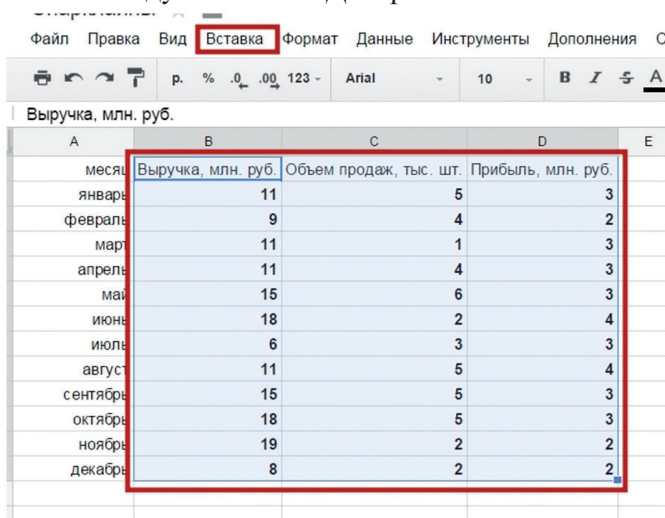 Файл Правка Вид Вставка Формат Данные Инструменты Дополнения
р. % .0 .00 123 Arial 10 B I S A
Выручка, млн. руб.
A B C D E
месяц Выручка, млн. руб. Объем продаж, тыс. шт. Прибыль, млн. руб.
январь 11 5 3
февраль 9 4 2
март 11 1 3
апрель 11 4 3
май 15 6 3
июнь 18 2 4
июль 6 3 3
август 11 5 4
сентябрь 15 5 3
октябрь 18 5 3
ноябрь 19 2 2
декабрь 8 2 2